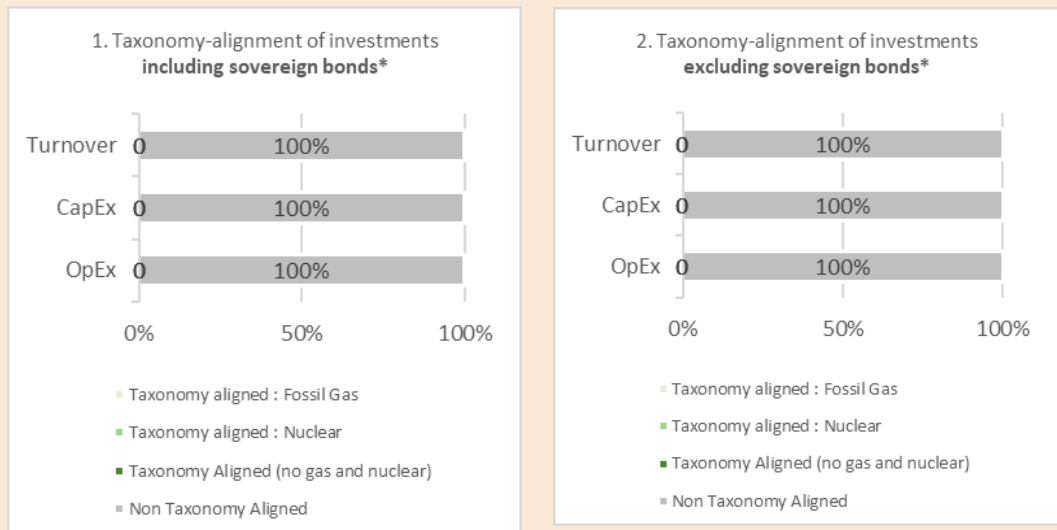 1. Taxonomy-alignment of investments
including sovereign bonds*
Turnover 0 100%
CapEx 0 100%
OpEx 0 100%
0% 50% 100%
Taxonomy aligned : Fossil Gas
Taxonomy aligned : Nuclear
Taxonomy Aligned (no gas and nuclear)
Non Taxonomy Aligned
2. Taxonomy-alignment of investments
excluding sovereign bonds*
Turnover 0 100%
CapEx 0 100%
OpEx 0 100%
0% 50% 100%
Taxonomy aligned : Fossil Gas
Taxonomy aligned : Nuclear
Taxonomy Aligned (no gas and nuclear)
Non Taxonomy Aligned